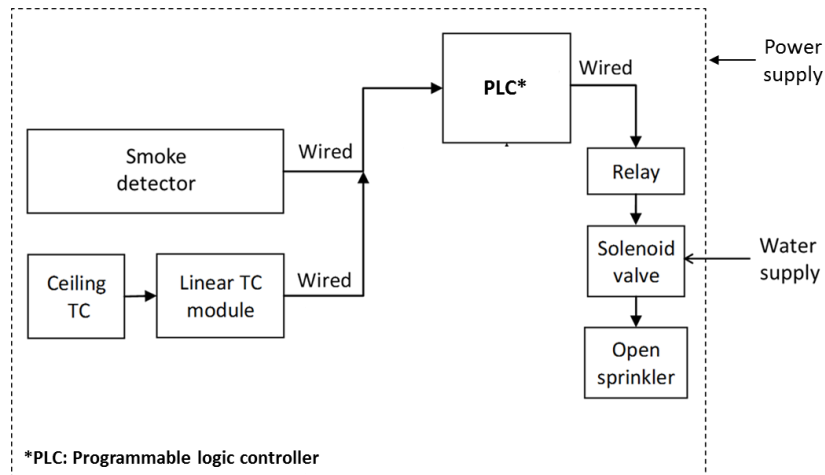 Power
supply
PLC*
Wired
Smoke
detector
Wired
Relay
Ceiling
TC
Linear TC
module
Wired
Solenoid
valve
Water
supply
Open
sprinkler
*PLC: Programmable logic controller